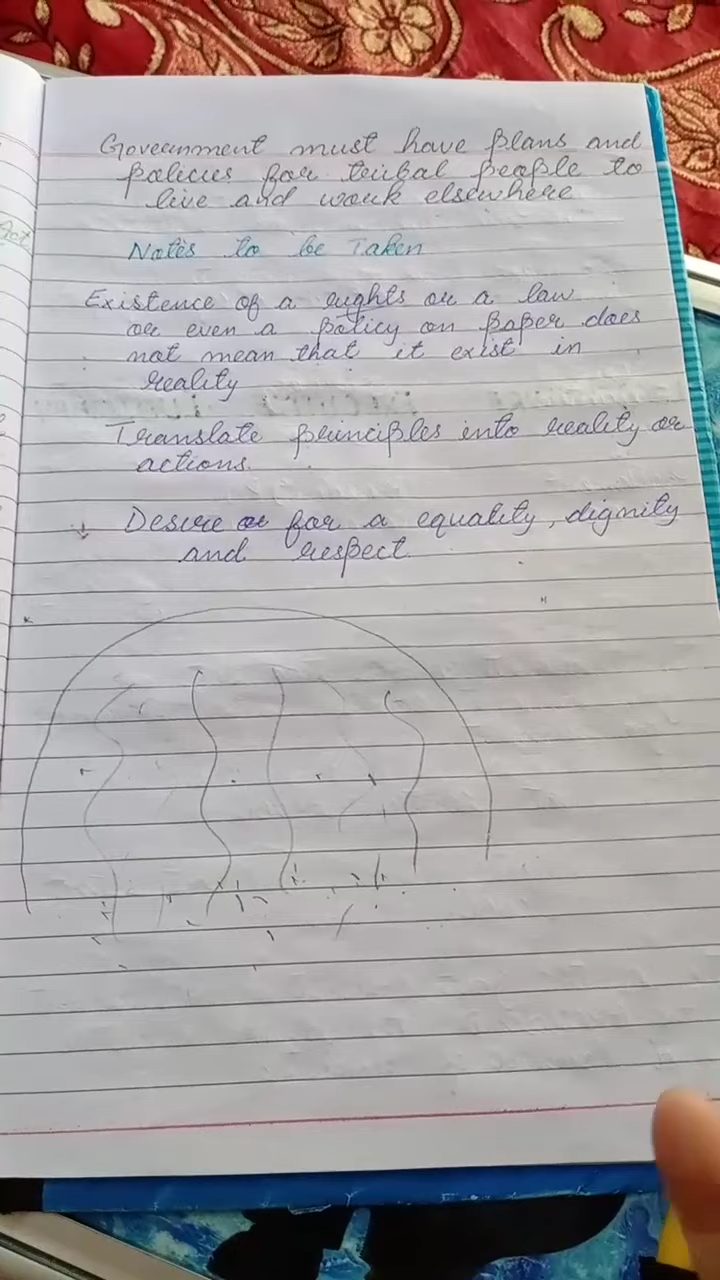 Government must have plans and
policies for tribal people to
live and work elsewhere
Notes to be Taken
Existence of a rights or a law
or even a policy on paper does
not mean that it exist in
reality
Translate principles into reality or
actions.
Desire for a equality, dignity
and respect